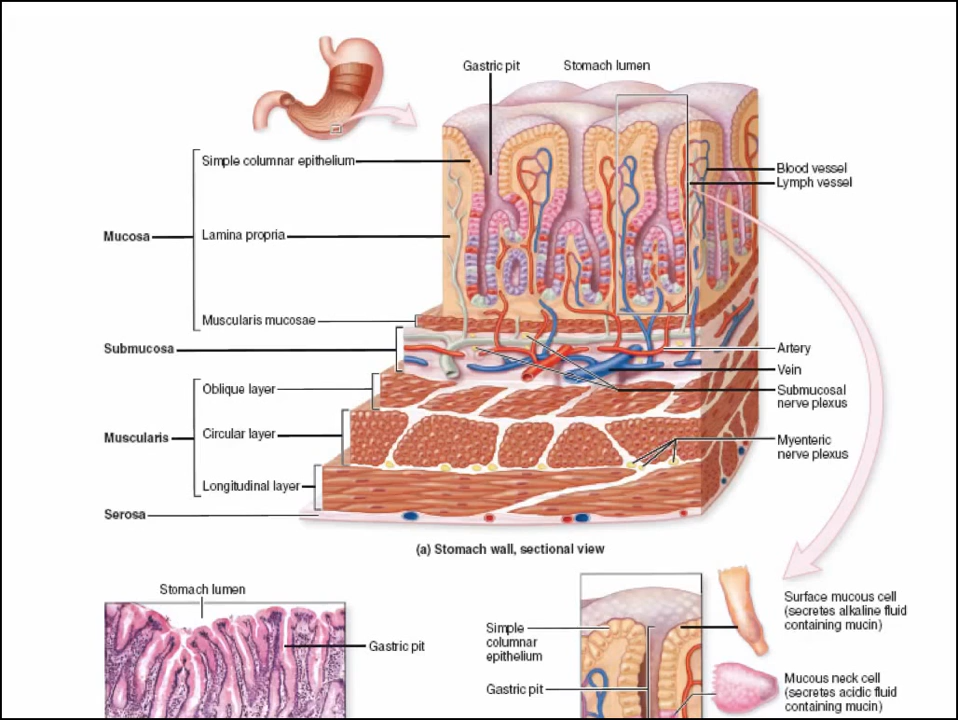 Gastric pit
Stomach lumen
Simple columnar epithelium
Blood vessel
Lymph vessel
Mucosa
Lamina propria
Muscularis mucosae
Submucosa
Artery
Vein
Oblique layer
Submucosal
nerve plexus
Muscularis
Circular layer
Myenteric
nerve plexus
Longitudinal layer
Serosa
(a) Stomach wall, sectional view
Stomach lumen
Gastric pit
Simple
columnar
epithelium
Gastric pit
Surface mucous cell
(secretes alkaline fluid
containing mucin)
Mucous neck cell
(secretes acidic fluid
containing mucin)